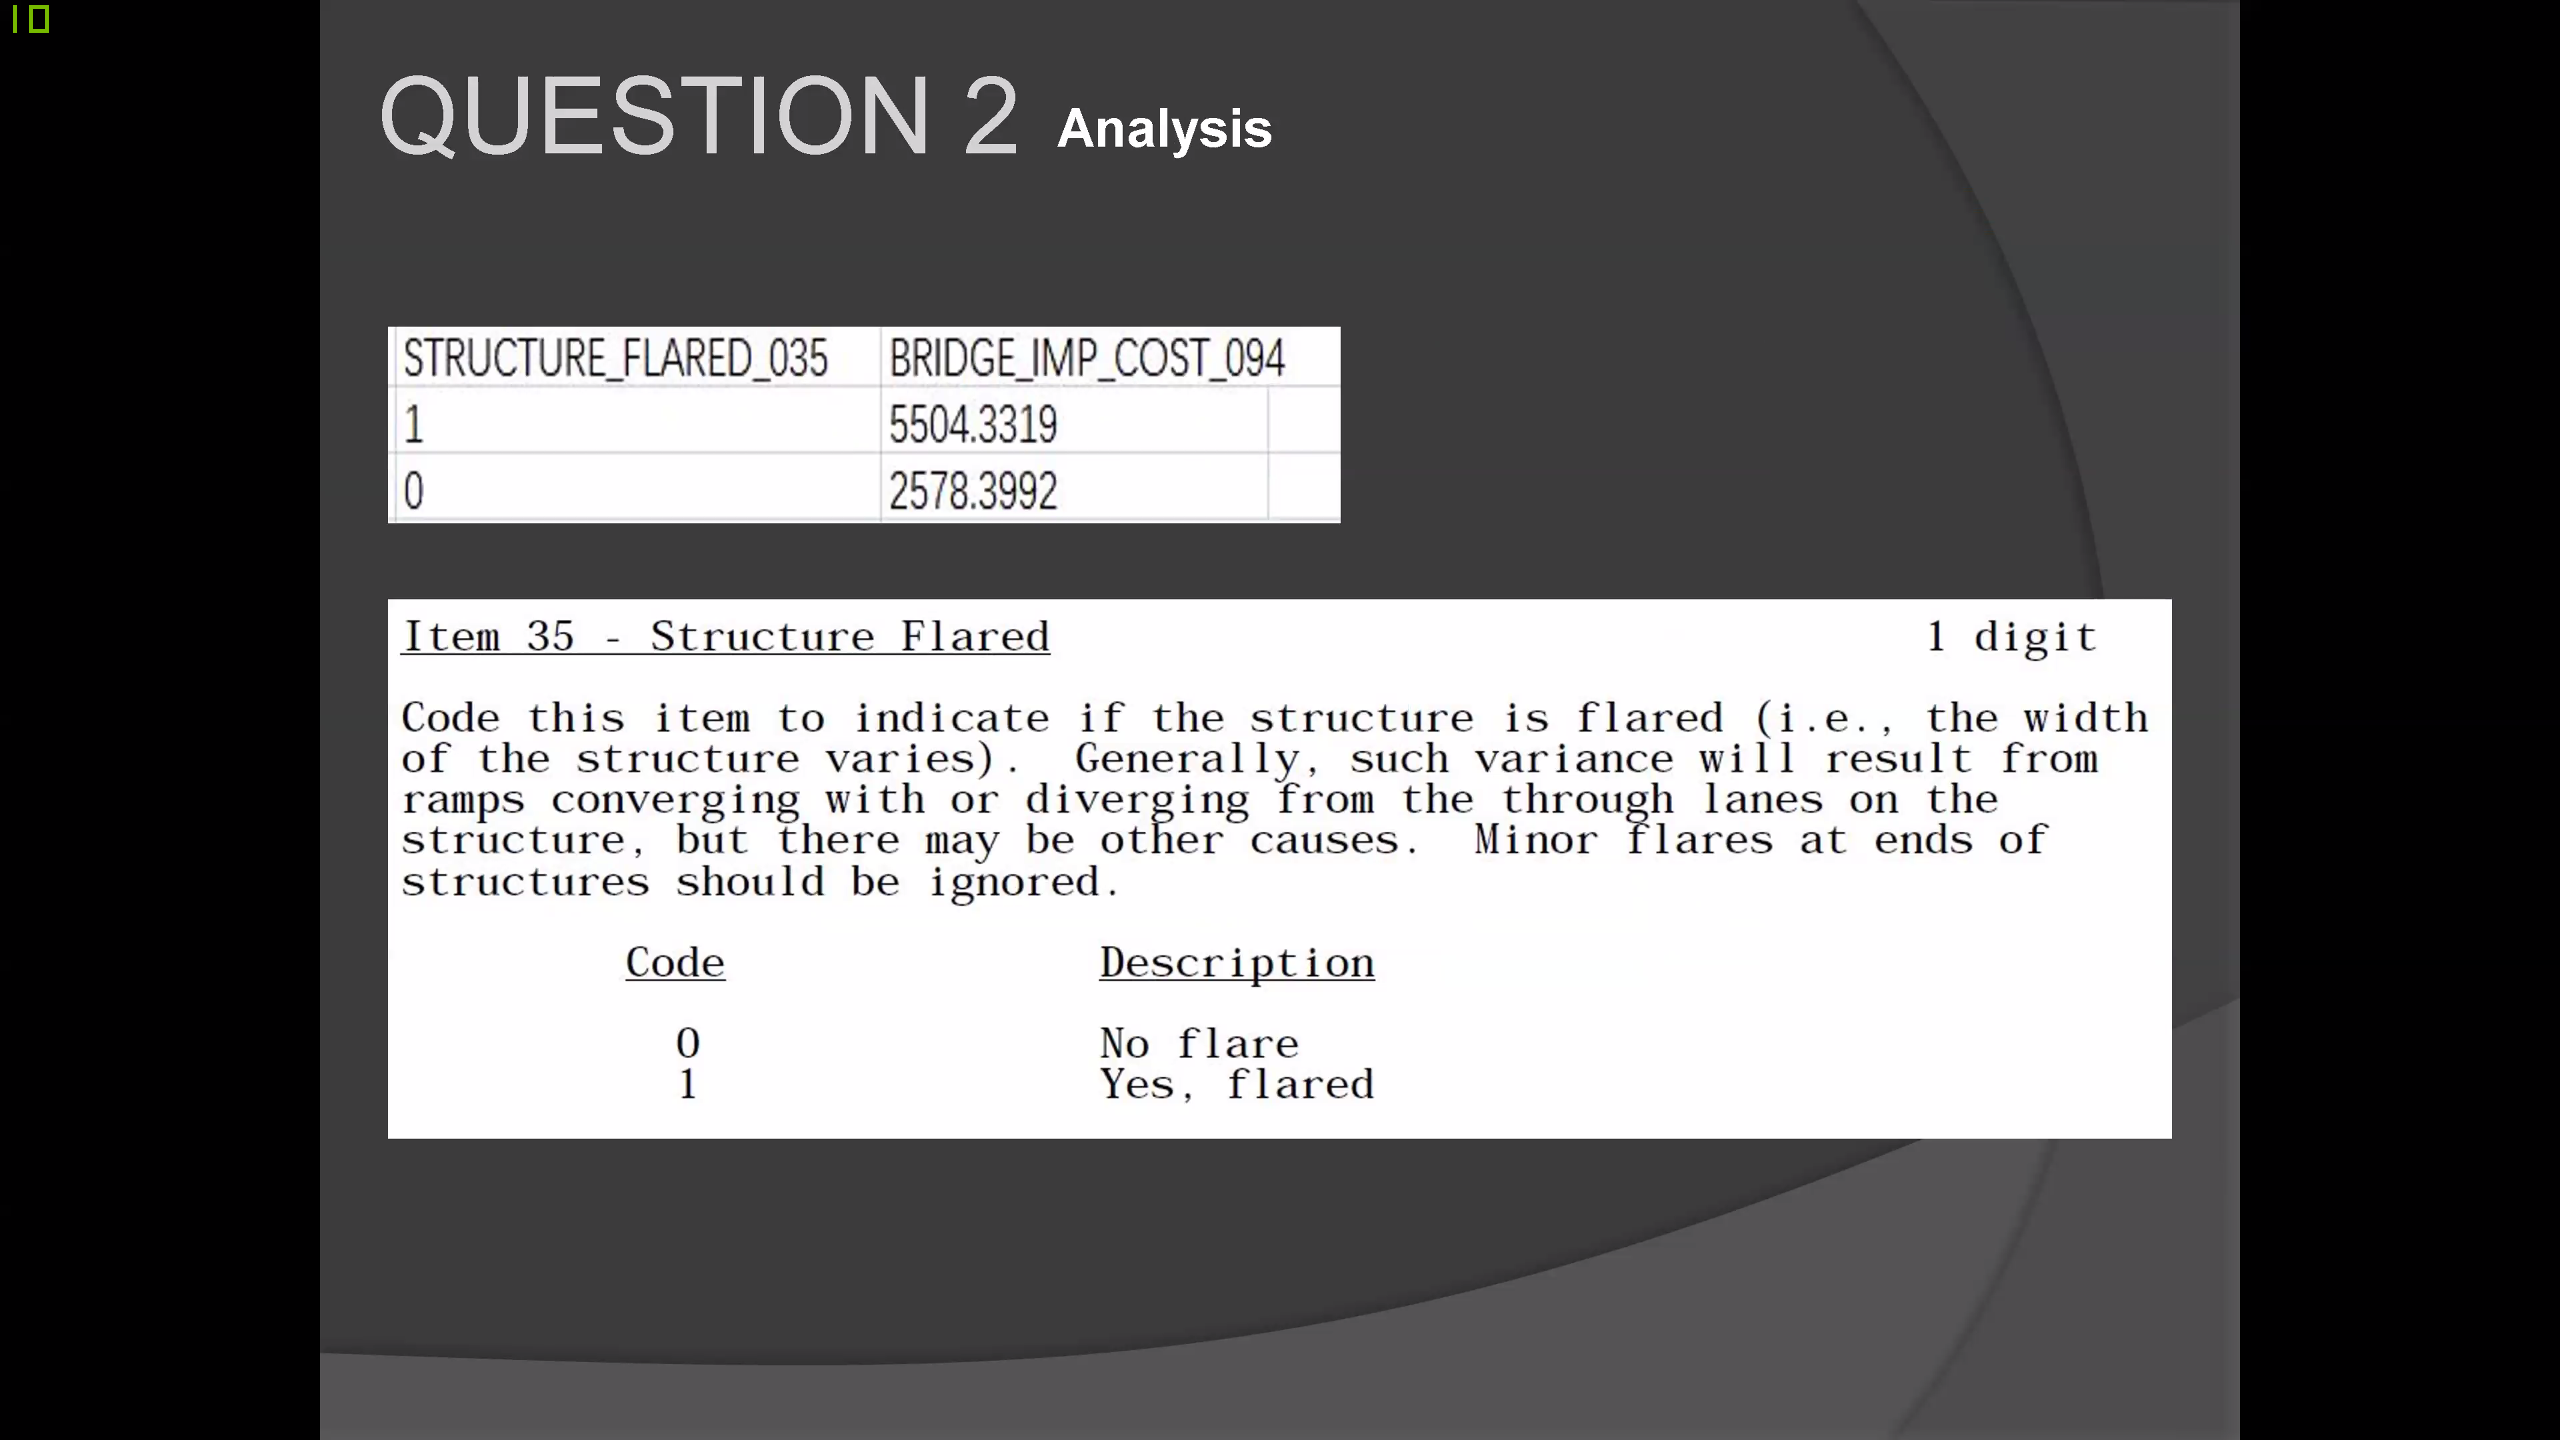 10
QUESTION 2 Analysis
STRUCTURE_FLARED_035 BRIDGE_IMP_COST_094
1 5504.3319
0 2578.3992
Item 35 - Structure Flared 1 digit
Code this item to indicate if the structure is flared (i.e., the width
of the structure varies). Generally, such variance will result from
ramps converging with or diverging from the through lanes on the
structure, but there may be other causes. Minor flares at ends of
structures should be ignored.
Code Description
0 No flare
1 Yes, flared